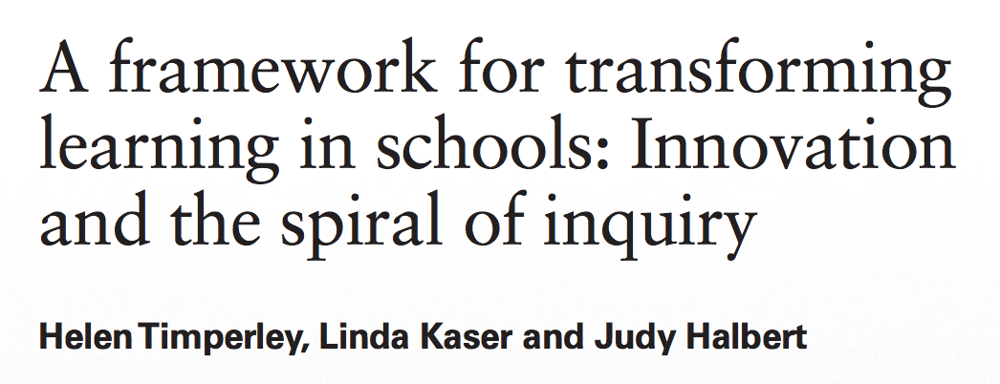 A framework for transforming
learning in schools: Innovation
and the spiral of inquiry
Helen Timperley, Linda Kaser and Judy Halbert